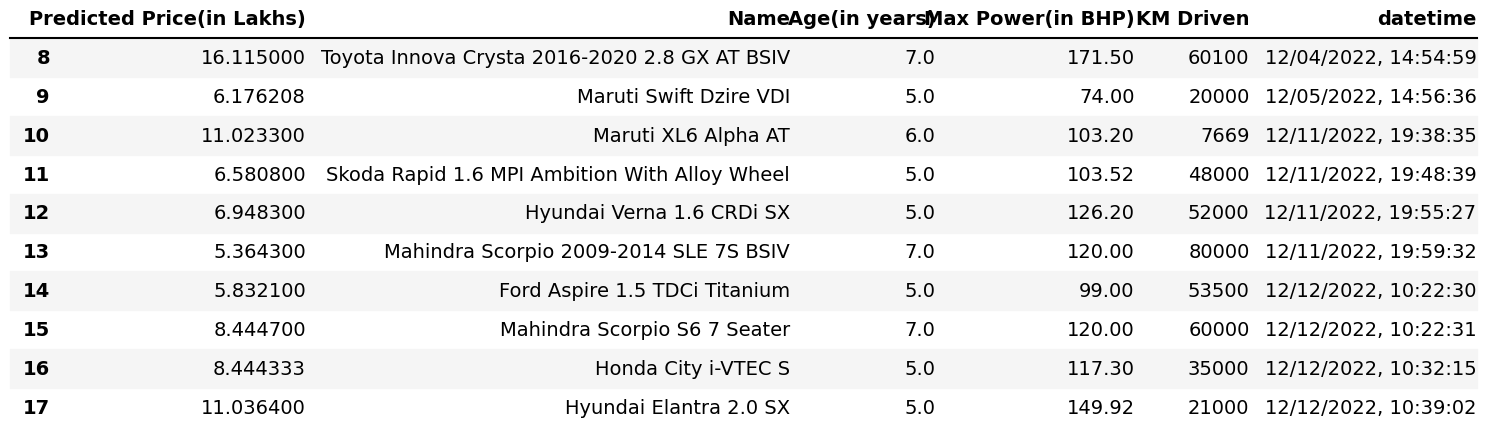 Predicted Price(in Lakhs) Name Age(in years) Max Power(in BHP) KM Driven datetime
8 16.115000 Toyota Innova Crysta 2016-2020 2.8 GX AT BSIV 7.0 171.50 60100 12/04/2022, 14:54:59
9 6.176208 Maruti Swift Dzire VDI 5.0 74.00 20000 12/05/2022, 14:56:36
10 11.023300 Maruti XL6 Alpha AT 6.0 103.20 7669 12/11/2022, 19:38:35
11 6.580800 Skoda Rapid 1.6 MPI Ambition With Alloy Wheel 5.0 103.52 48000 12/11/2022, 19:48:39
12 6.948300 Hyundai Verna 1.6 CRDi SX 5.0 126.20 52000 12/11/2022, 19:55:27
13 5.364300 Mahindra Scorpio 2009-2014 SLE 7S BSIV 7.0 120.00 80000 12/11/2022, 19:59:32
14 5.832100 Ford Aspire 1.5 TDCi Titanium 5.0 99.00 53500 12/12/2022, 10:22:30
15 8.444700 Mahindra Scorpio S6 7 Seater 7.0 120.00 60000 12/12/2022, 10:22:31
16 8.444333 Honda City i-VTEC S 5.0 117.30 35000 12/12/2022, 10:32:15
17 11.036400 Hyundai Elantra 2.0 SX 5.0 149.92 21000 12/12/2022, 10:39:02